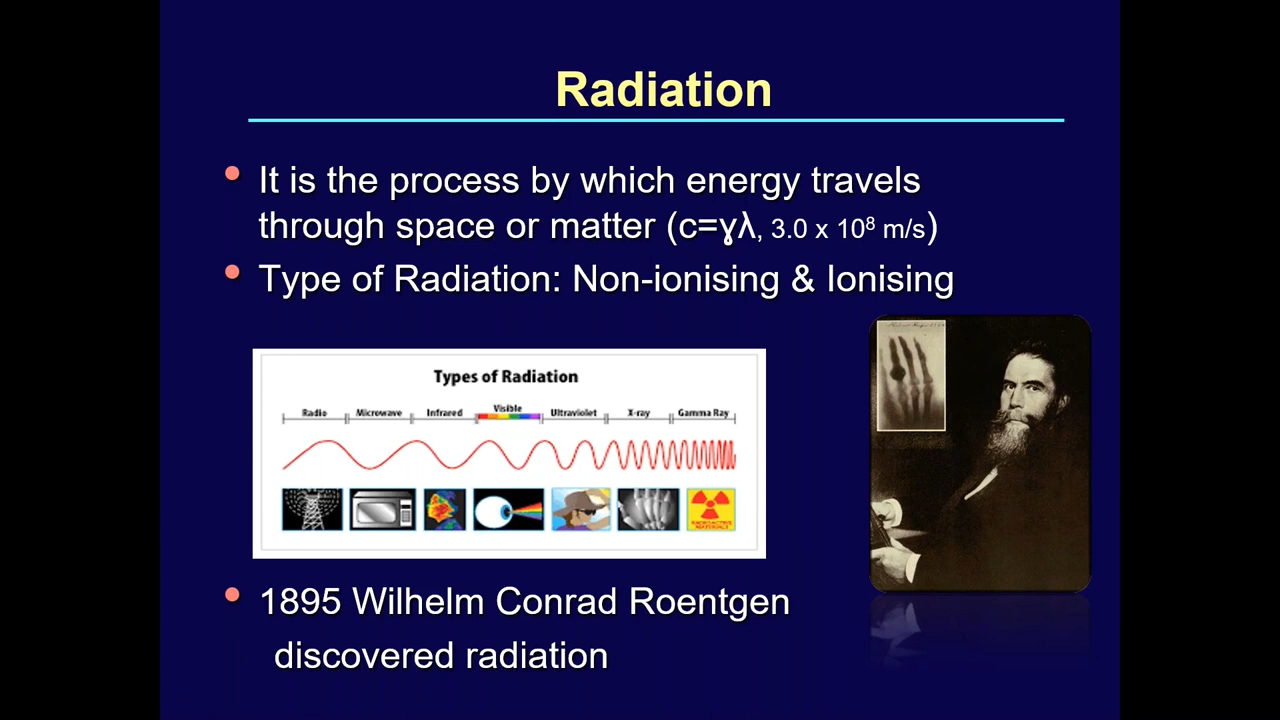 Radiation
• It is the process by which energy travels
through space or matter (c=ɣλ, 3.0 x 10⁸ m/s)
• Type of Radiation: Non-ionising & Ionising
Types of Radiation
Radio Microwave Infrared Visible Ultraviolet X-ray Gamma Ray
RADIOACTIVE
MATERIALS
• 1895 Wilhelm Conrad Roentgen
discovered radiation